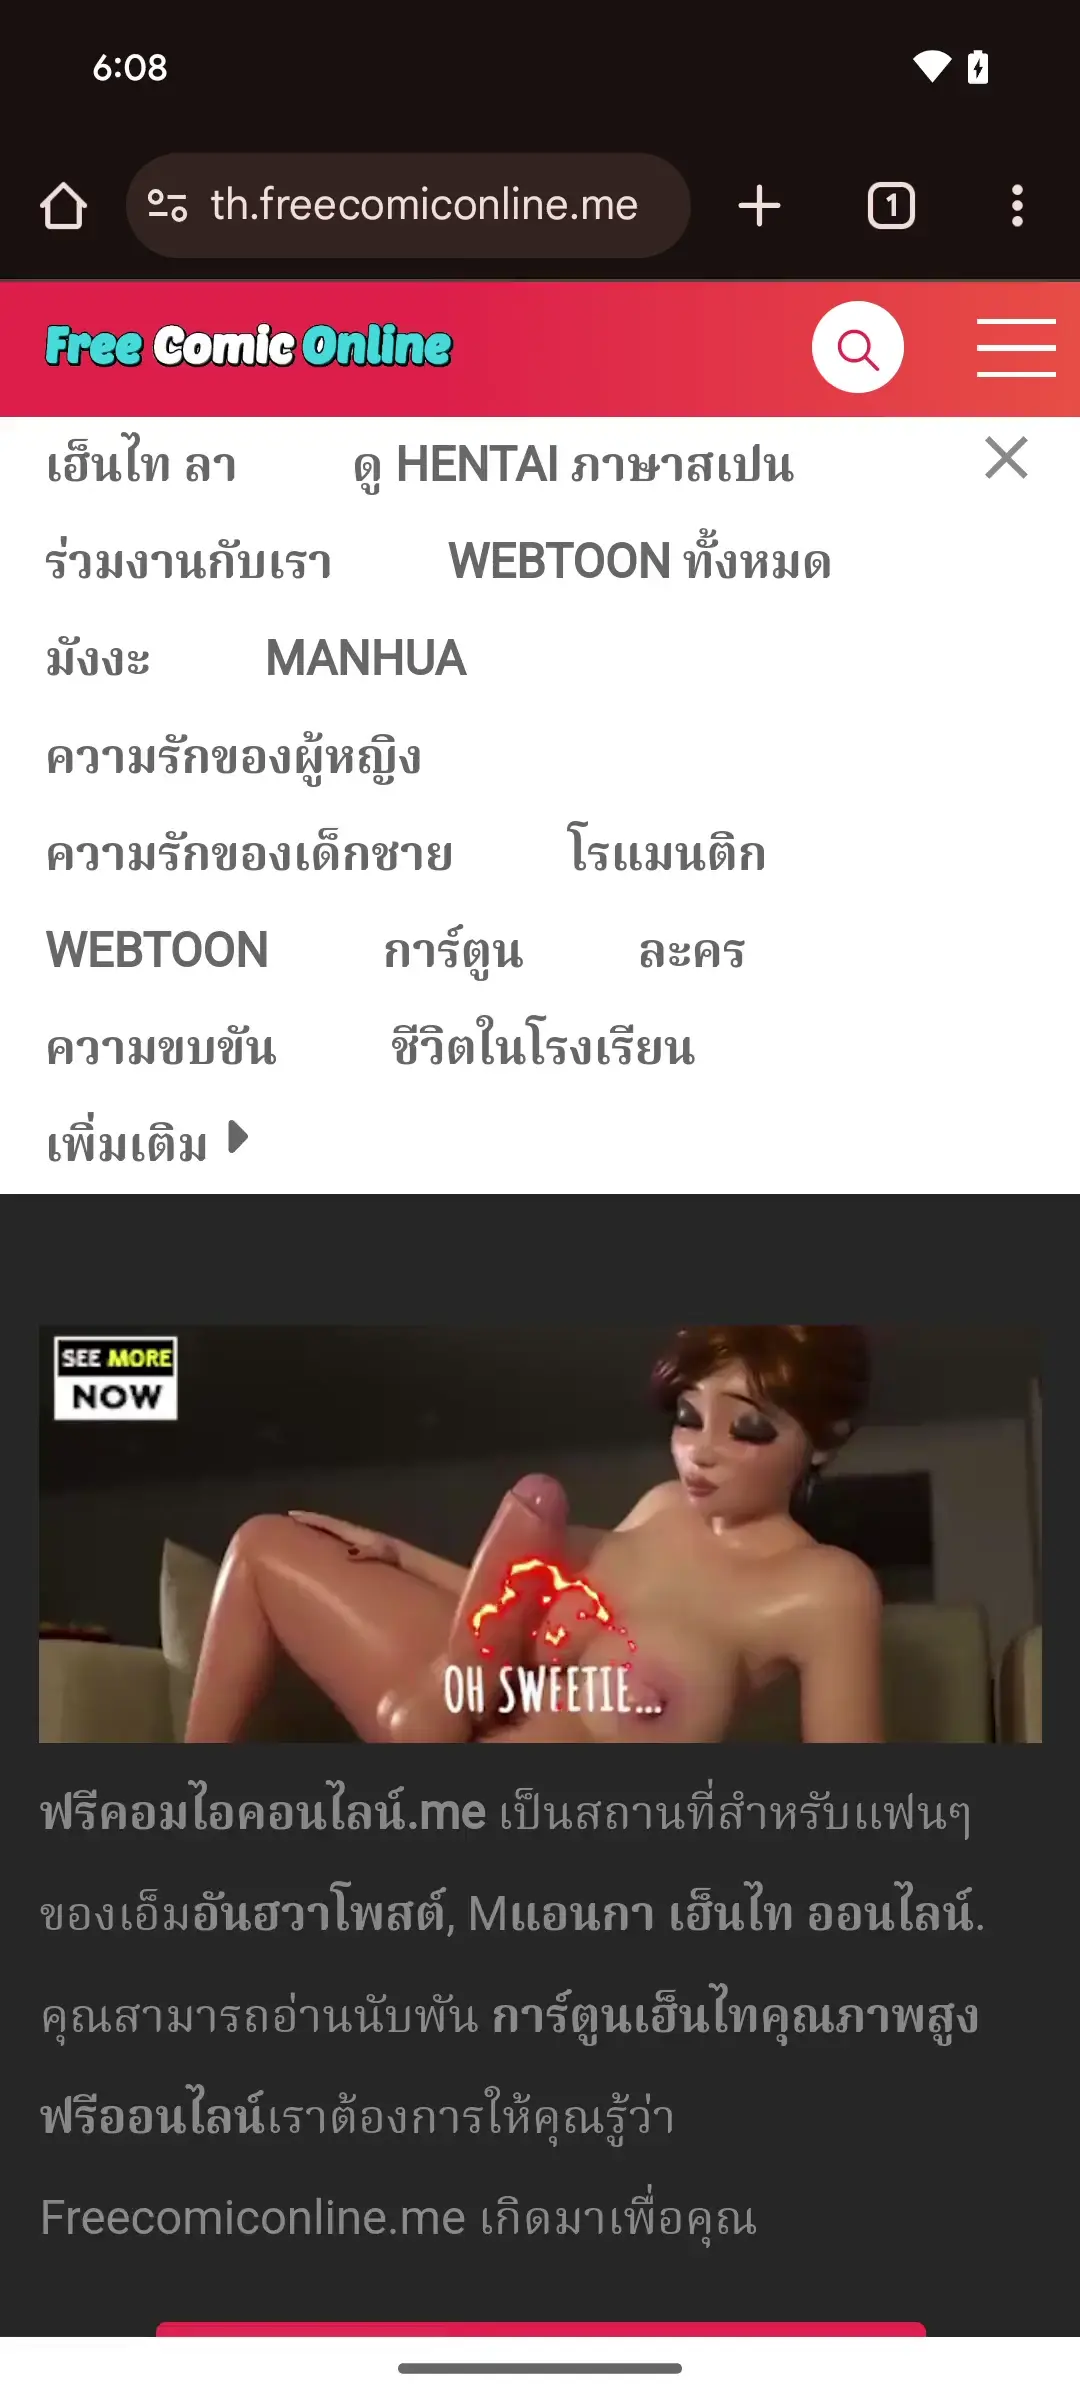 6:08
th.freecomiconline.me
1
Free Comic Online
เฮ็นไท ลา ดู HENTAI ภาษาสเปน
ร่วมงานกับเรา WEBTOON ทั้งหมด
มังงะ MANHUA
ความรักของผู้หญิง
ความรักของเด็กชาย โรแมนติก
WEBTOON การ์ตูน ละคร
ความขบขัน ชีวิตในโรงเรียน
เพิ่มเติม
SEE MORE
NOW
OH SWEETIE...
ฟรีคอมไอคอนไลน์.me เป็นสถานที่สำหรับแฟนๆ
ของเอ็มอันฮวาโพสต์, Mแอนกา เฮ็นไท ออนไลน์.
คุณสามารถอ่านนับพัน การ์ตูนเฮ็นไทคุณภาพสูง
ฟรีออนไลน์เราต้องการให้คุณรู้ว่า
Freecomiconline.me เกิดมาเพื่อคุณ